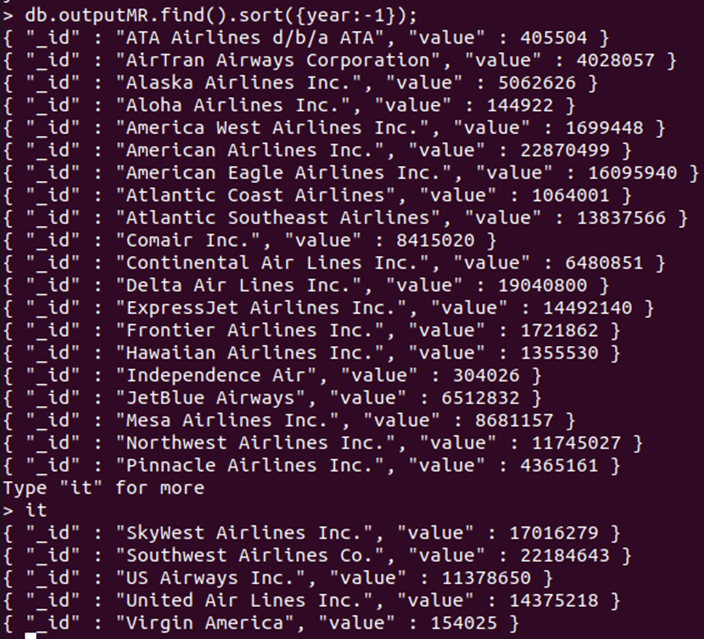 > db.outputMR.find().sort({year:-1});
{ "_id" : "ATA Airlines d/b/a ATA", "value" : 405504 }
{ "_id" : "AirTran Airways Corporation", "value" : 4028057 }
{ "_id" : "Alaska Airlines Inc.", "value" : 5062626 }
{ "_id" : "Aloha Airlines Inc.", "value" : 144922 }
{ "_id" : "America West Airlines Inc.", "value" : 1699448 }
{ "_id" : "American Airlines Inc.", "value" : 22870499 }
{ "_id" : "American Eagle Airlines Inc.", "value" : 16095940 }
{ "_id" : "Atlantic Coast Airlines", "value" : 1064001 }
{ "_id" : "Atlantic Southeast Airlines", "value" : 13837566 }
{ "_id" : "Comair Inc.", "value" : 8415020 }
{ "_id" : "Continental Air Lines Inc.", "value" : 6480851 }
{ "_id" : "Delta Air Lines Inc.", "value" : 19040800 }
{ "_id" : "ExpressJet Airlines Inc.", "value" : 14492140 }
{ "_id" : "Frontier Airlines Inc.", "value" : 1721862 }
{ "_id" : "Hawaiian Airlines Inc.", "value" : 1355530 }
{ "_id" : "Independence Air", "value" : 304026 }
{ "_id" : "JetBlue Airways", "value" : 6512832 }
{ "_id" : "Mesa Airlines Inc.", "value" : 8681157 }
{ "_id" : "Northwest Airlines Inc.", "value" : 11745027 }
{ "_id" : "Pinnacle Airlines Inc.", "value" : 4365161 }
Type "it" for more
> it
{ "_id" : "SkyWest Airlines Inc.", "value" : 17016279 }
{ "_id" : "Southwest Airlines Co.", "value" : 22184643 }
{ "_id" : "US Airways Inc.", "value" : 11378650 }
{ "_id" : "United Air Lines Inc.", "value" : 14375218 }
{ "_id" : "Virgin America", "value" : 154025 }